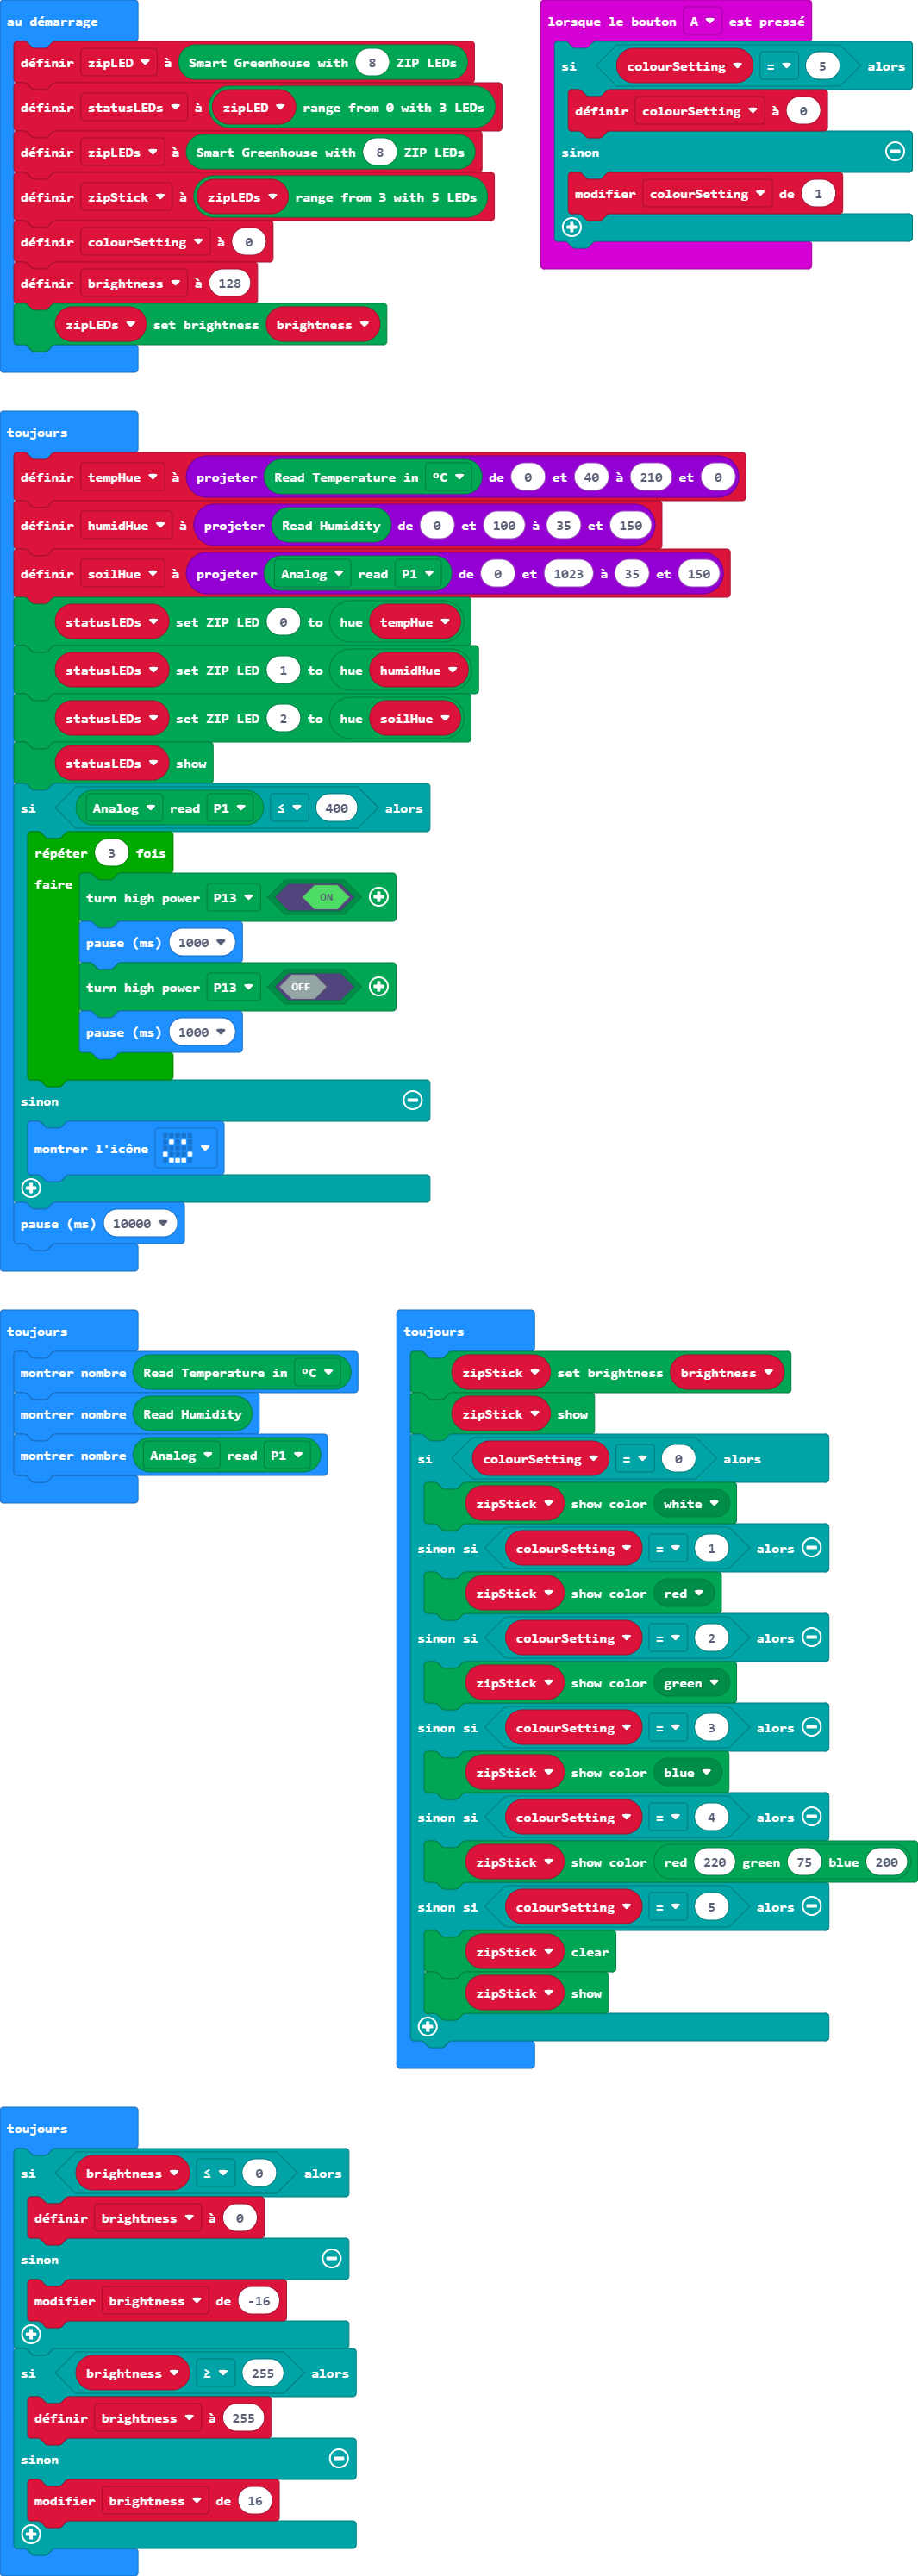 au démarrage
définir zipLED à Smart Greenhouse with 8 ZIP LEDs
définir statusLEDs à zipLED range from 0 with 3 LEDs
définir zipLEDs à Smart Greenhouse with 8 ZIP LEDs
définir zipStick à zipLEDs range from 3 with 5 LEDs
définir colourSetting à 0
définir brightness à 128
zipLEDs set brightness brightness
lorsque le bouton A est pressé
si colourSetting = 5 alors
définir colourSetting à 0
sinon
modifier colourSetting de 1
toujours
définir tempHue à projeter Read Temperature in ºC de 0 et 40 à 210 et 0
définir humidHue à projeter Read Humidity de 0 et 100 à 35 et 150
définir soilHue à projeter Analog read P1 de 0 et 1023 à 35 et 150
statusLEDs set ZIP LED 0 to hue tempHue
statusLEDs set ZIP LED 1 to hue humidHue
statusLEDs set ZIP LED 2 to hue soilHue
statusLEDs show
si Analog read P1 ≤ 400 alors
répéter 3 fois
faire
turn high power P13 ON
pause (ms) 1000
turn high power P13 OFF
pause (ms) 1000
sinon
montrer l'icône
pause (ms) 10000
toujours
montrer nombre Read Temperature in ºC
montrer nombre Read Humidity
montrer nombre Analog read P1
toujours
zipStick set brightness brightness
zipStick show
si colourSetting = 0 alors
zipStick show color white
sinon si colourSetting = 1 alors
zipStick show color red
sinon si colourSetting = 2 alors
zipStick show color green
sinon si colourSetting = 3 alors
zipStick show color blue
sinon si colourSetting = 4 alors
zipStick show color red 220 green 75 blue 200
sinon si colourSetting = 5 alors
zipStick clear
zipStick show
toujours
si brightness ≤ 0 alors
définir brightness à 0
sinon
modifier brightness de -16
si brightness ≥ 255 alors
définir brightness à 255
sinon
modifier brightness de 16